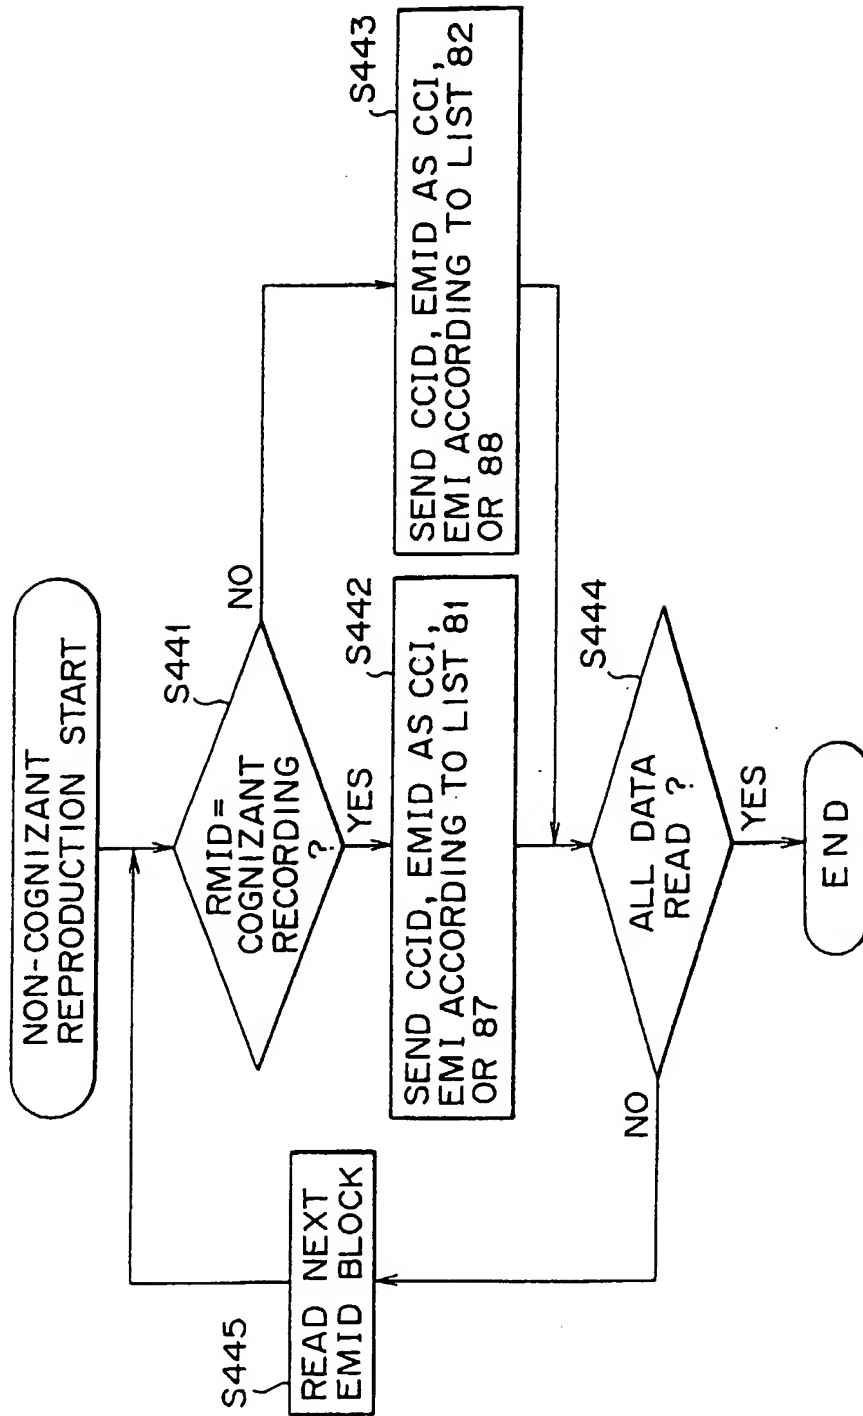 NON-COGNIZANT
REPRODUCTION START
S441
RMID=
COGNIZANT
RECORDING
?
NO
YES
S442
SEND CCID, EMID AS CCI,
EMI ACCORDING TO LIST 81
OR 87
S443
SEND CCID, EMID AS CCI,
EMI ACCORDING TO LIST 82
OR 88
S444
ALL DATA
READ ?
NO
YES
S445
READ NEXT
EMID BLOCK
END